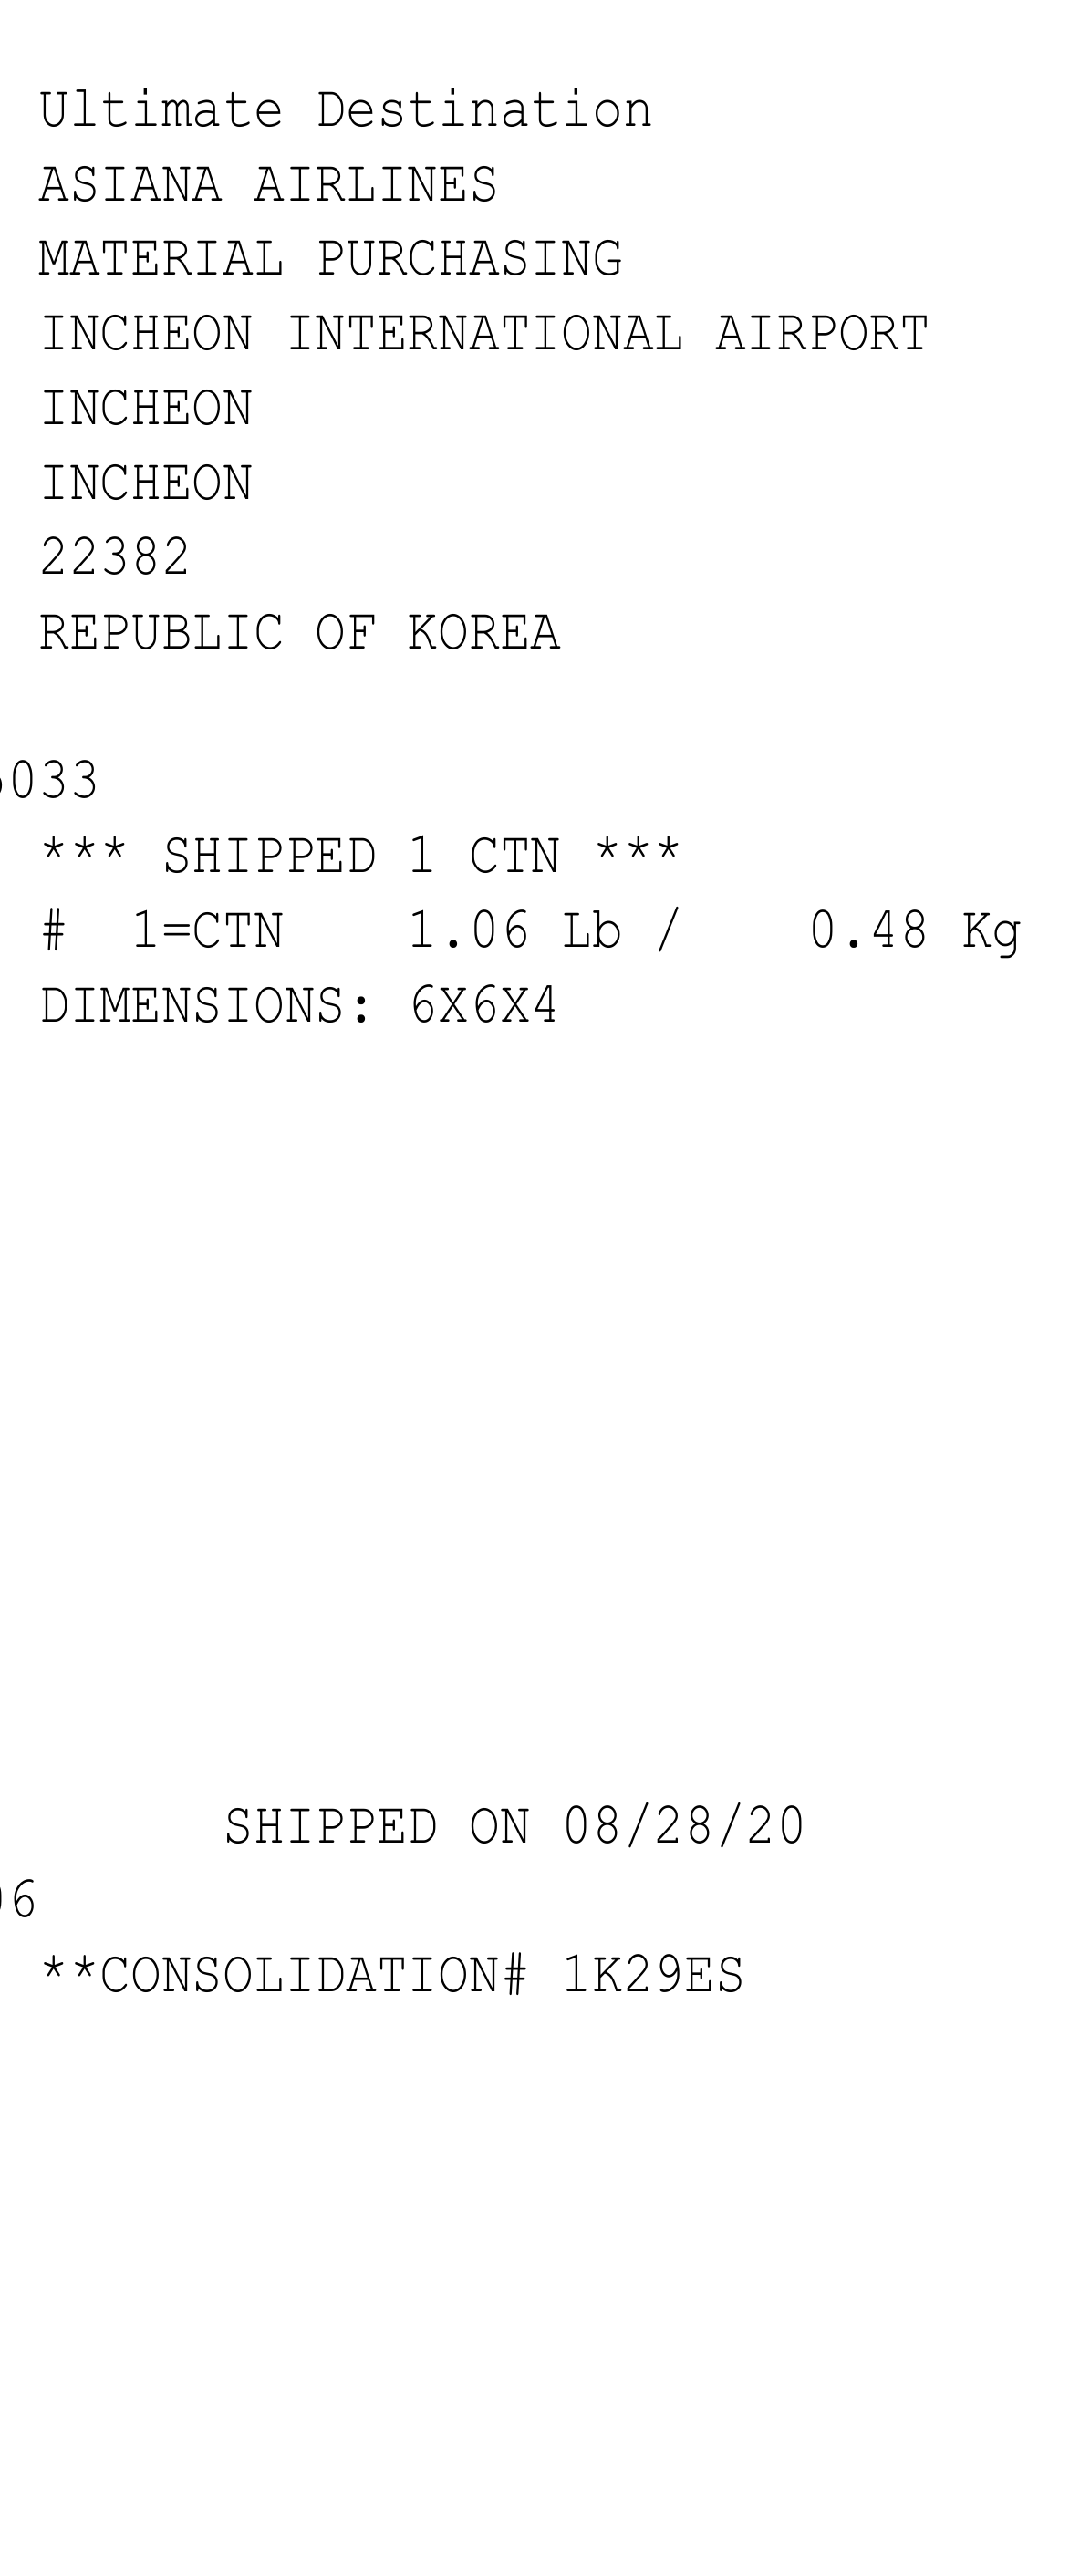 Ultimate Destination
ASIANA AIRLINES
MATERIAL PURCHASING
INCHEON INTERNATIONAL AIRPORT
INCHEON
INCHEON
22382
REPUBLIC OF KOREA
033
*** SHIPPED 1 CTN ***
# 1=CTN 1.06 Lb / 0.48 Kg
DIMENSIONS: 6X6X4
SHIPPED ON 08/28/20
6
**CONSOLIDATION# 1K29ES